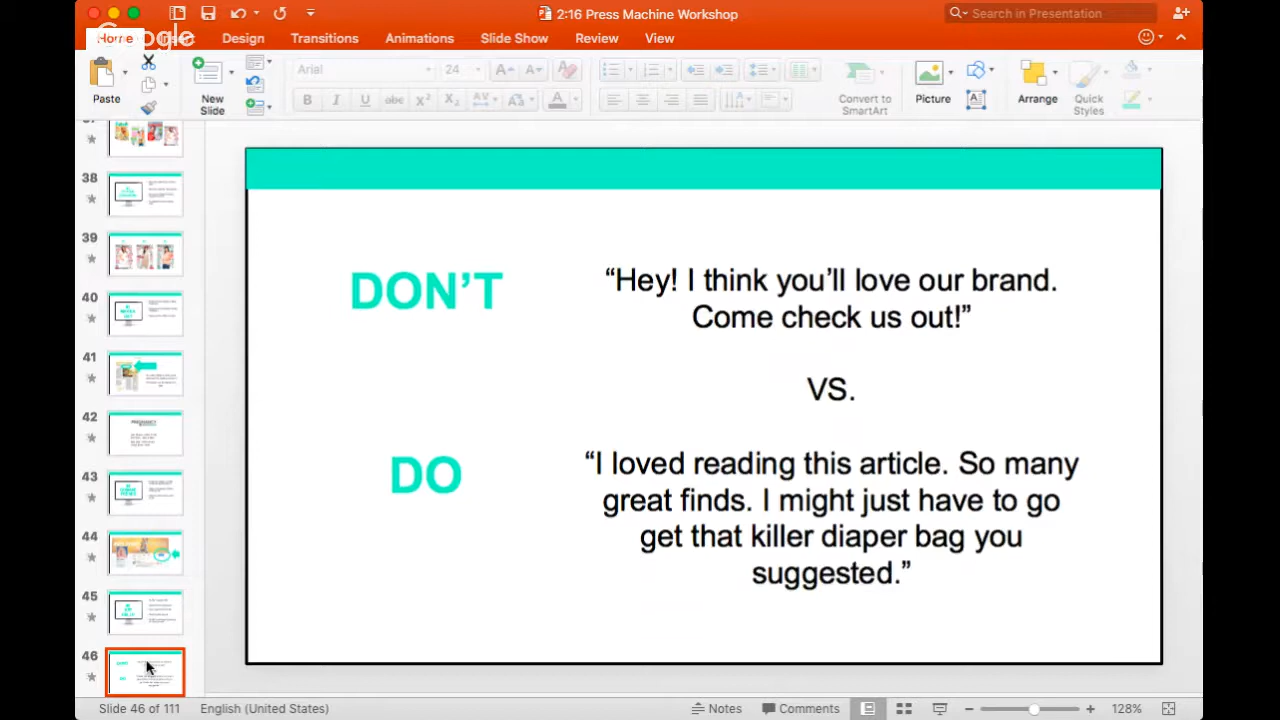 2:16 Press Machine Workshop
Search in Presentation
Google
Home
Design
Transitions
Animations
Slide Show
Review
View
Paste
New
Slide
Arial
24
Convert to
SmartArt
Picture
Arrange
Quick
Styles
DON’T
“Hey! I think you’ll love our brand.
Come check us out!”
VS.
DO
“I loved reading this article. So many
great finds. I might just have to go
get that killer diaper bag you
suggested.”
38
39
40
41
42
43
44
45
46
Slide 46 of 111
English (United States)
Notes
Comments
128%